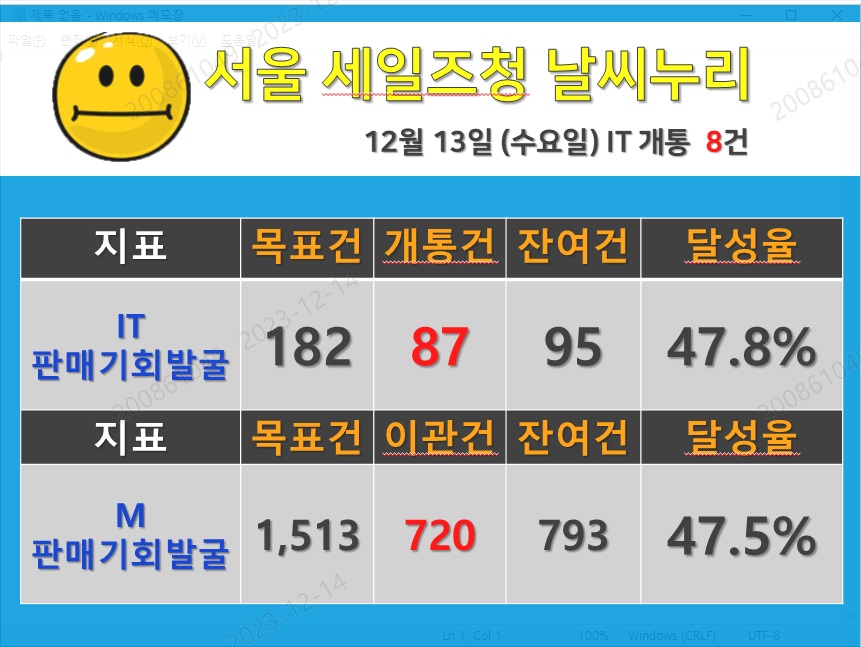 제목 없음 - Windows 메모장
파일(F) 편집 서식(O) 보기(V) 도움말
서울 세일즈청 날씨누리
12월 13일 (수요일) IT 개통 8건
지표 목표건 개통건 잔여건 달성율
IT
판매기회발굴
182 87 95 47.8%
지표 목표건 이관건 잔여건 달성율
M
판매기회발굴
1,513 720 793 47.5%
Ln 1, Col 1 100% Windows (CRLF) UTF-8
2023-12-14
2023-12-14